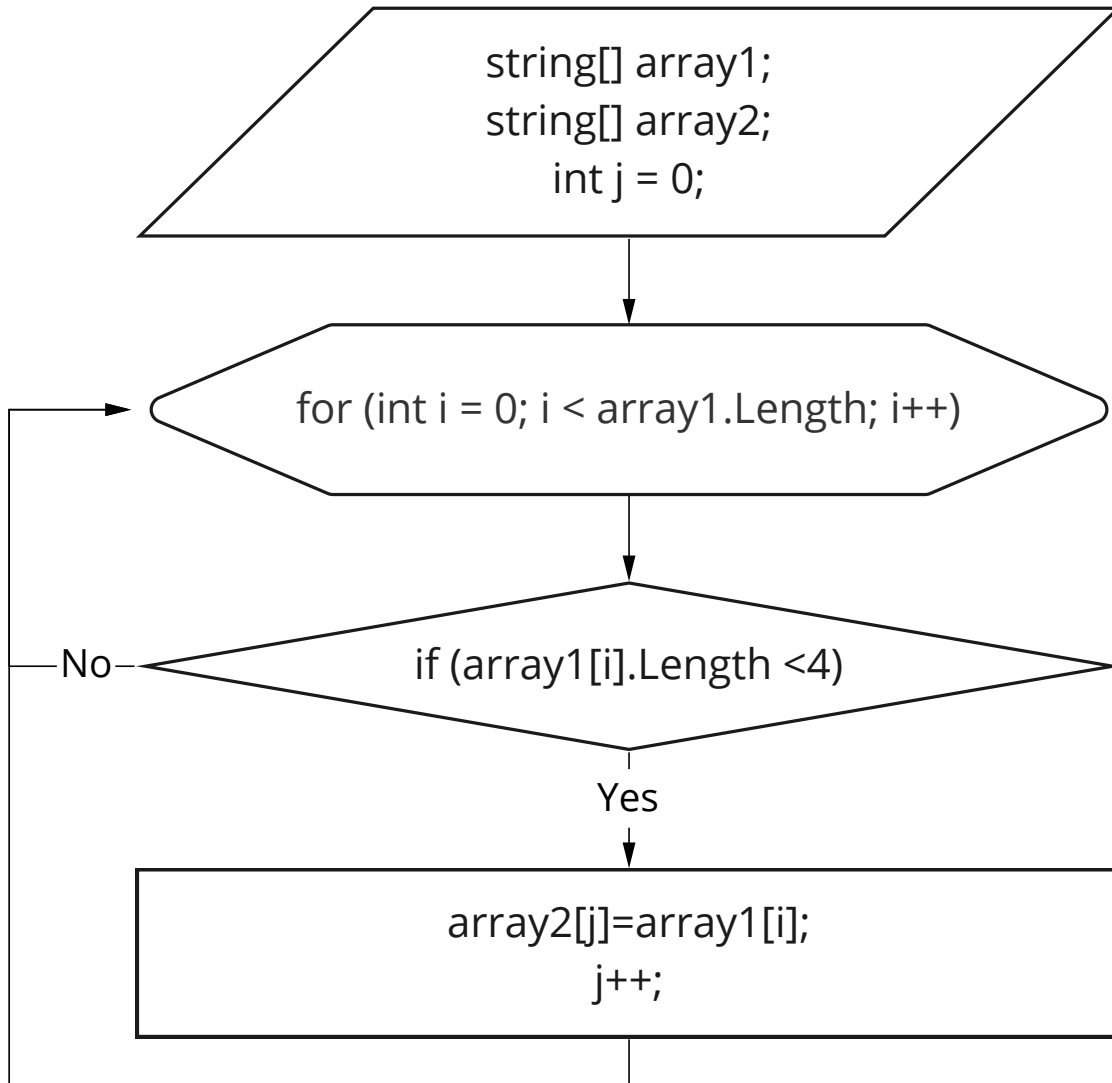 string[] array1;
string[] array2;
int j = 0;
for (int i = 0; i < array1.Length; i++)
No
if (array1[i].Length <4)
Yes
array2[j]=array1[i];
j++;